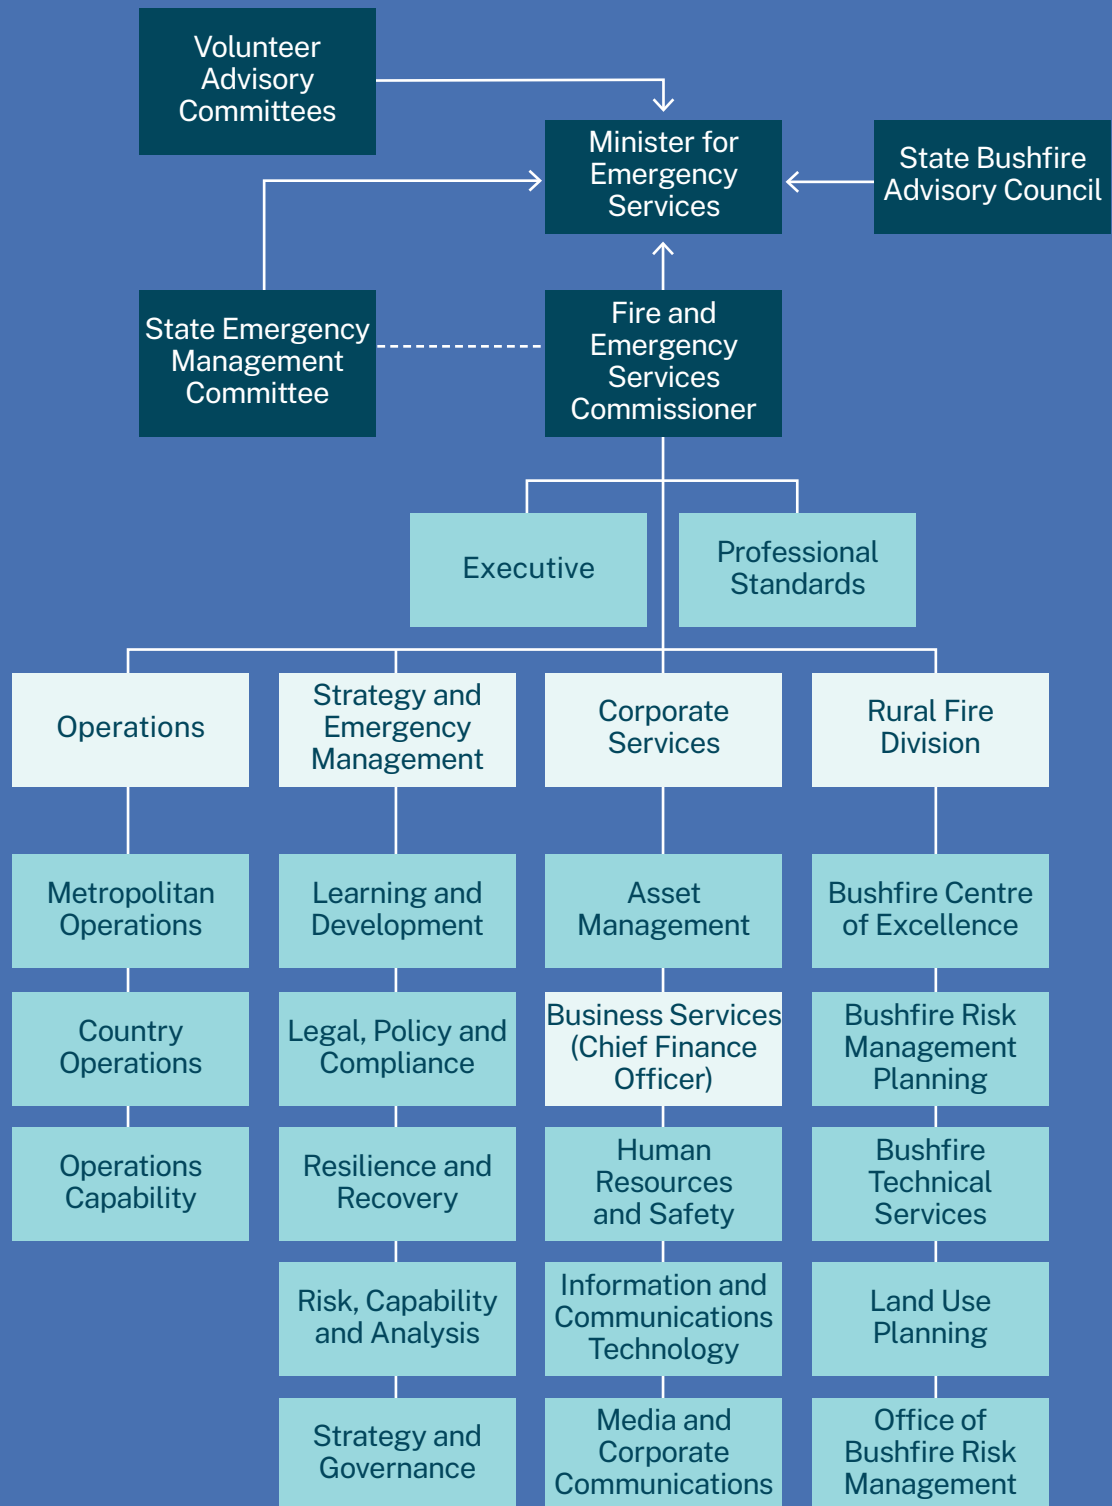 Volunteer
Advisory
Committees
Minister for
Emergency
Services
State Bushfire
Advisory Council
State Emergency
Management
Committee
Fire and
Emergency
Services
Commissioner
Executive
Professional
Standards
Operations
Strategy and
Emergency
Management
Corporate
Services
Rural Fire
Division
Metropolitan
Operations
Learning and
Development
Asset
Management
Bushfire Centre
of Excellence
Country
Operations
Legal, Policy and
Compliance
Business Services
(Chief Finance
Officer)
Bushfire Risk
Management
Planning
Operations
Capability
Resilience and
Recovery
Human
Resources
and Safety
Bushfire
Technical
Services
Risk, Capability
and Analysis
Information and
Communications
Technology
Land Use
Planning
Strategy and
Governance
Media and
Corporate
Communications
Office of
Bushfire Risk
Management